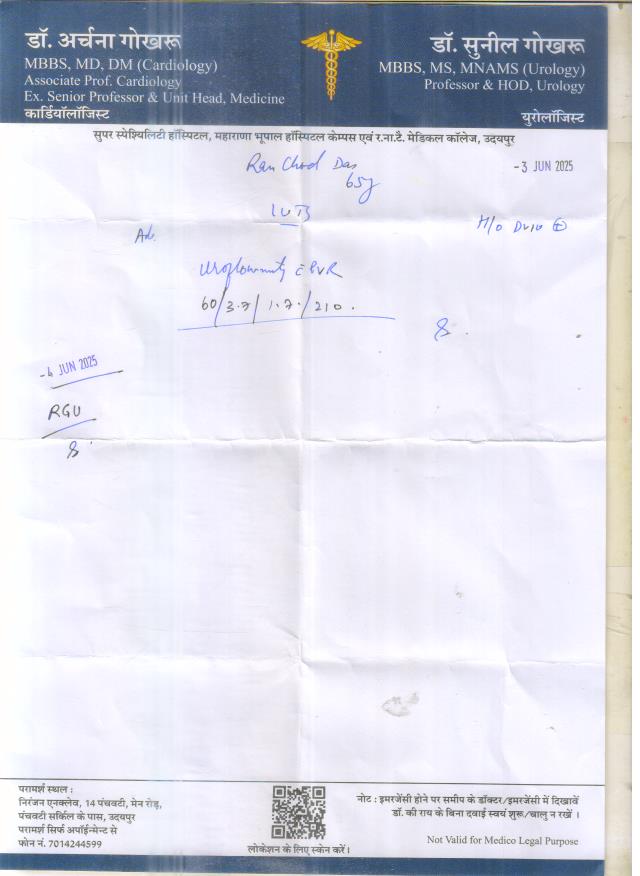 डॉ. अर्चना गोखरू
MBBS, MD, DM (Cardiology)
Associate Prof. Cardiology
Ex. Senior Professor & Unit Head, Medicine
कार्डियॉलॉजिस्ट
डॉ. सुनील गोखरू
MBBS, MS, MNAMS (Urology)
Professor & HOD, Urology
युरोलॉजिस्ट
सुपर स्पेश्यिलिटी हॉस्पिटल, महाराणा भूपाल हॉस्पिटल केम्पस एवं र.ना.टै. मेडिकल कॉलेज, उदयपुर
Ran Chod Das
-3 JUN 2025
65y
LUTS
H/o DVIU +
Ad.
Uroflowmetry c PVR
60/3.7/1.7/210.
-4 JUN 2025
RGU
परामर्श स्थल :
निरंजन एनक्लेव, 14 पंचवटी, मेन रोड़,
पंचवटी सर्किल के पास, उदयपुर
परामर्श सिर्फ अपॉईन्मेन्ट से
फोन नं. 7014244599
लोकेशन के लिए स्केन करें।
नोट : इमरजेंसी होने पर समीप के डॉक्टर/इमरजेंसी में दिखावें
डॉ. की राय के बिना दवाई स्वयं शुरू/चालु न रखें ।
Not Valid for Medico Legal Purpose